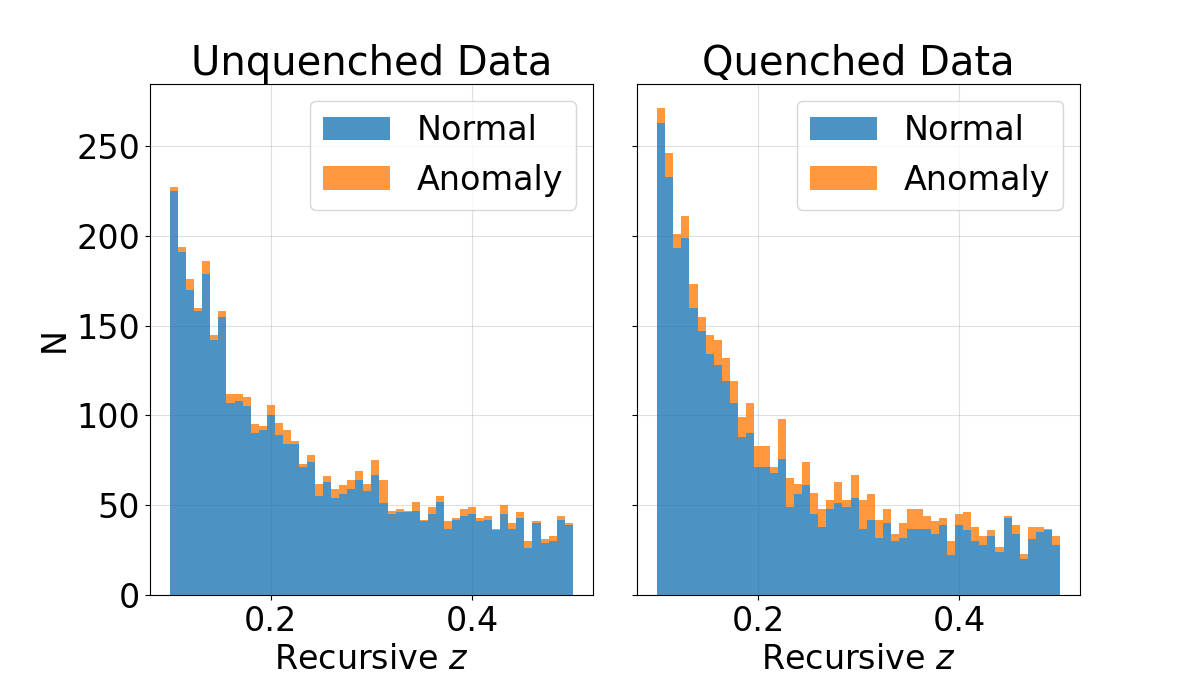 Unquenched Data
Quenched Data
Normal
Anomaly
Normal
Anomaly
N
250
200
150
100
50
0
0.2
0.4
0.2
0.4
Recursive z
Recursive z